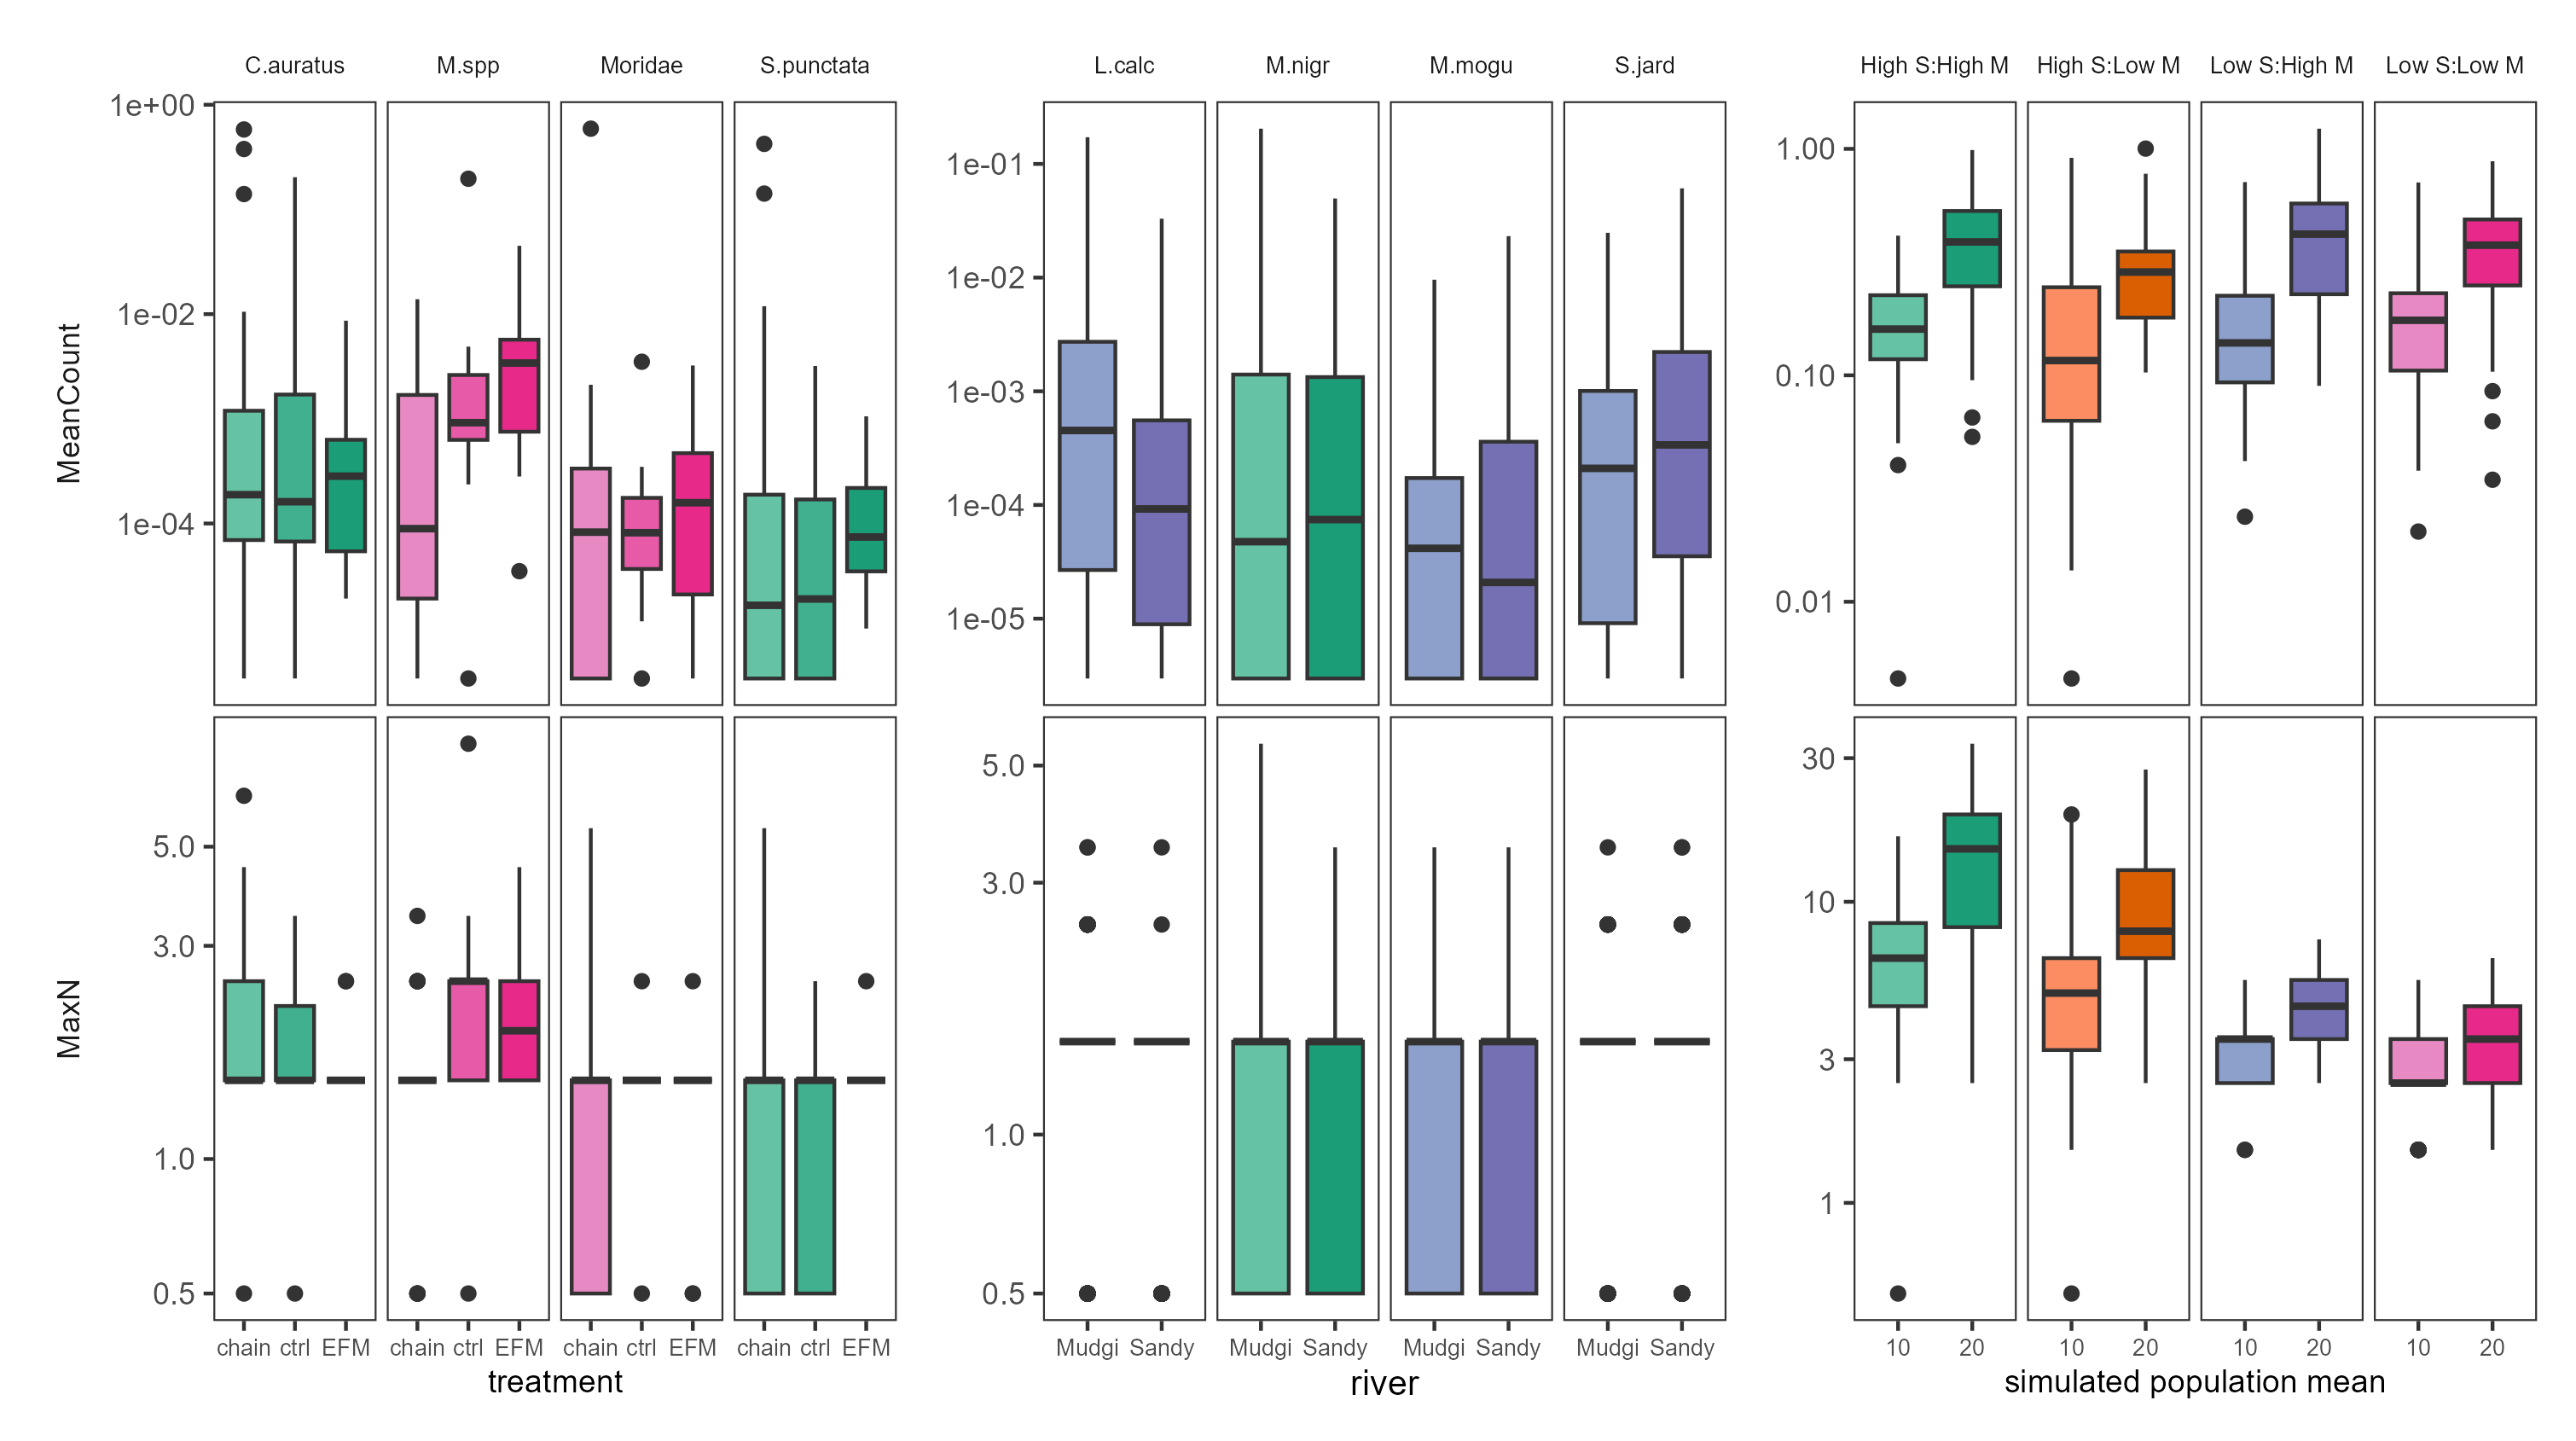 C.auratus M.spp Moridae S.punctata L.calc M.nigr M.mogu S.jard High S:High M High S:Low M Low S:High M Low S:Low M
MeanCount
1e+00
1e-02
1e-04
1e-01
1e-02
1e-03
1e-04
1e-05
1.00
0.10
0.01
MaxN
5.0
3.0
1.0
0.5
5.0
3.0
1.0
0.5
30
10
3
1
chain ctrl EFM chain ctrl EFM chain ctrl EFM chain ctrl EFM
treatment
Mudgi Sandy Mudgi Sandy Mudgi Sandy Mudgi Sandy
river
10 20 10 20 10 20 10 20
simulated population mean